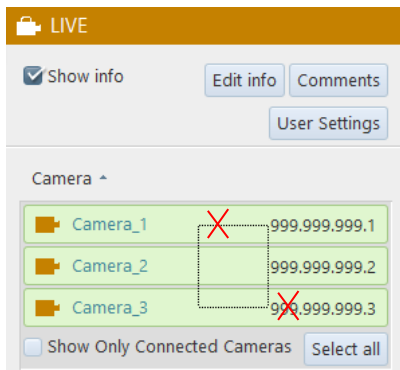 LIVE
Show info Edit info Comments
User Settings
Camera
Camera_1 999.999.999.1
Camera_2 999.999.999.2
Camera_3 999.999.999.3
Show Only Connected Cameras Select all